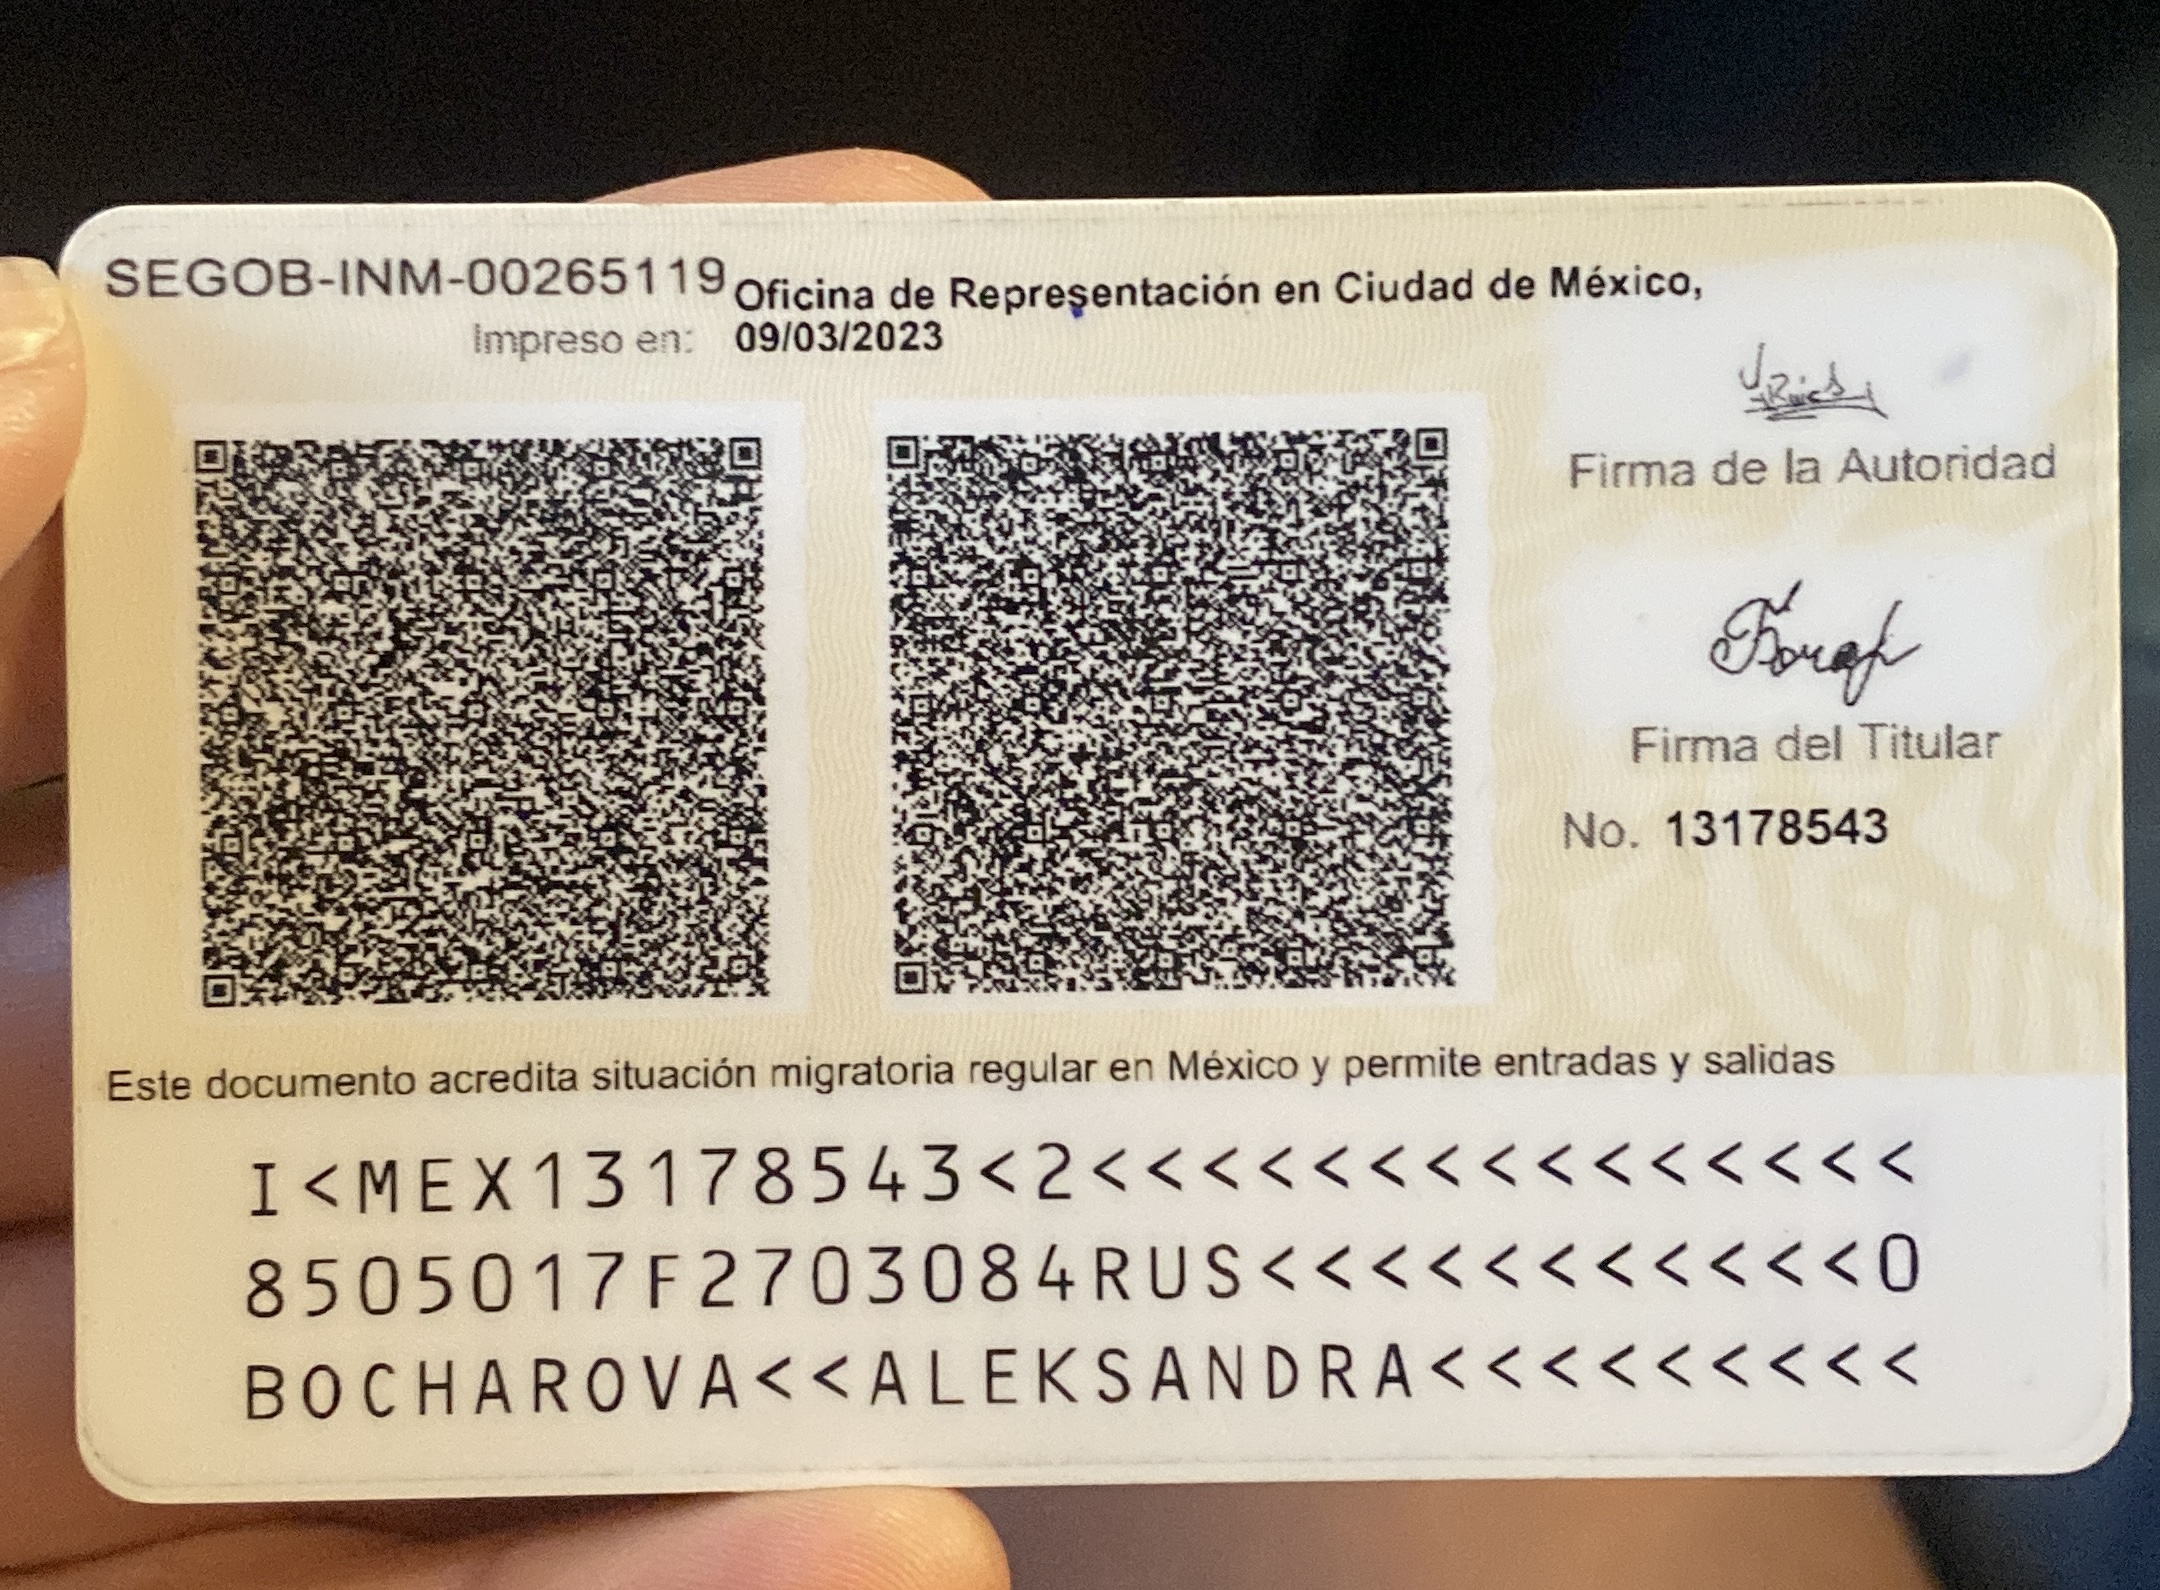 SEGOB-INM-00265119 Oficina de Representación en Ciudad de México,
Impreso en: 09/03/2023
Firma de la Autoridad
Firma del Titular
No. 13178543
Este documento acredita situación migratoria regular en México y permite entradas y salidas
I<MEX13178543<2<<<<<<<<<<<<<<<
8505017F2703084RUS<<<<<<<<<<<0
BOCHAROVA<<ALEKSANDRA<<<<<<<<<